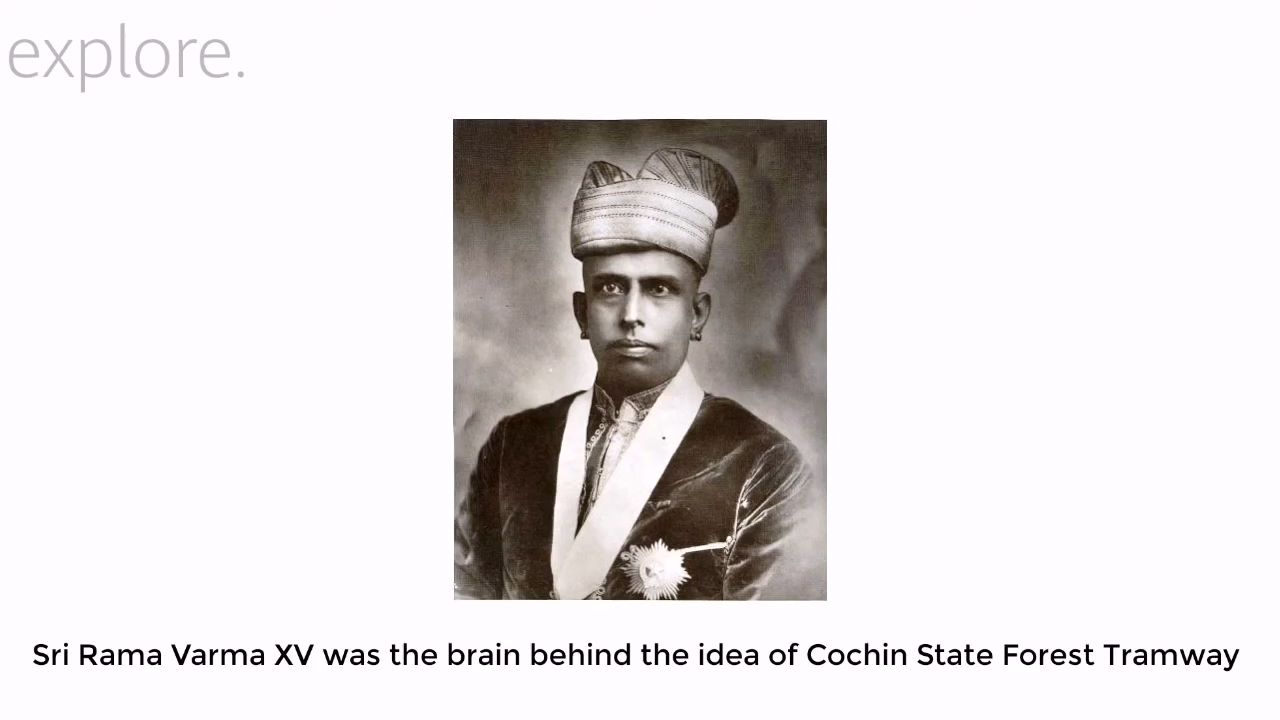 explore.
Sri Rama Varma XV was the brain behind the idea of Cochin State Forest Tramway